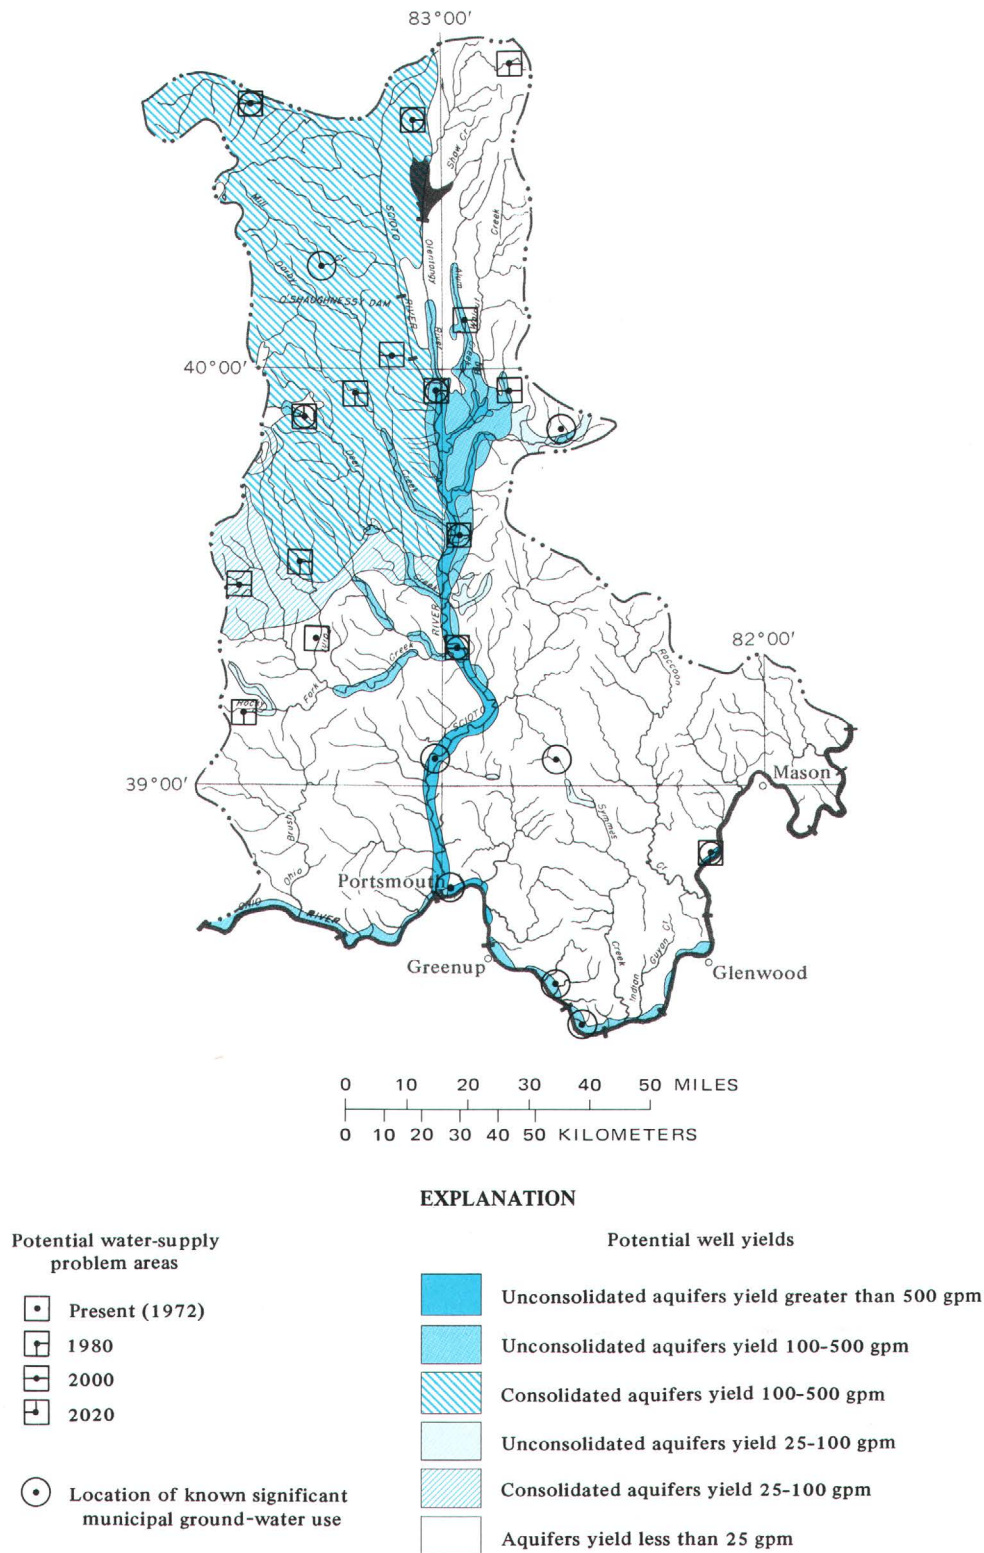 83°00'
Shaw Cr
Mill
SCIOTO
Creek
Olentangy
Darby
Cr
Alum
O'SHAUGHNESSY DAM
RIVER
River
Walnut
Creek
Big
40°00'
Deer
Creek
Creek
RIVER
82°00'
Paint
Creek
Raccoon
Fork
Rocky
SCIOTO
39°00'
Mason
Symmes
Brush
Cr
Ohio
Portsmouth
OHIO
RIVER
Creek
Guyan Cr
Indian
Greenup
Glenwood
0 10 20 30 40 50 MILES
0 10 20 30 40 50 KILOMETERS
EXPLANATION
Potential water-supply
problem areas
Present (1972)
1980
2000
2020
Location of known significant
municipal ground-water use
Potential well yields
Unconsolidated aquifers yield greater than 500 gpm
Unconsolidated aquifers yield 100-500 gpm
Consolidated aquifers yield 100-500 gpm
Unconsolidated aquifers yield 25-100 gpm
Consolidated aquifers yield 25-100 gpm
Aquifers yield less than 25 gpm